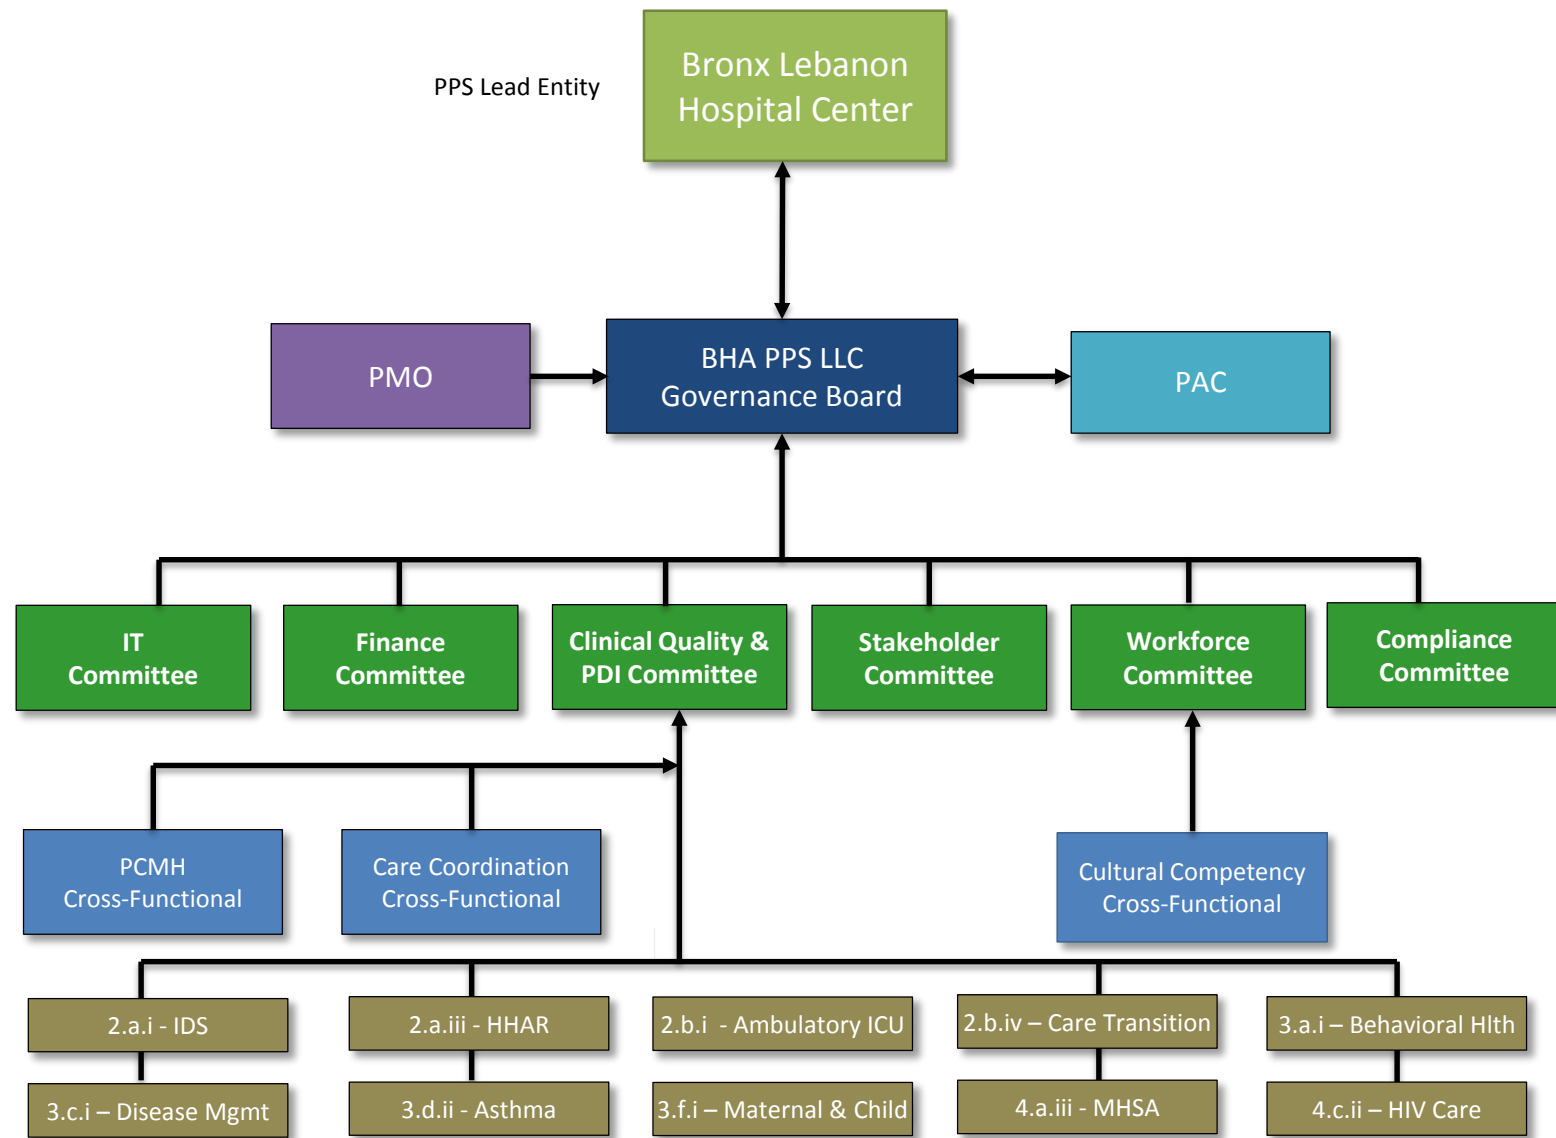 PPS Lead Entity
Bronx Lebanon
Hospital Center
PMO
BHA PPS LLC
Governance Board
PAC
IT
Committee
Finance
Committee
Clinical Quality &
PDI Committee
Stakeholder
Committee
Workforce
Committee
Compliance
Committee
PCMH
Cross-Functional
Care Coordination
Cross-Functional
Cultural Competency
Cross-Functional
2.a.i - IDS
2.a.iii - HHAR
2.b.i - Ambulatory ICU
2.b.iv – Care Transition
3.a.i – Behavioral Hlth
3.c.i – Disease Mgmt
3.d.ii - Asthma
3.f.i – Maternal & Child
4.a.iii - MHSA
4.c.ii – HIV Care